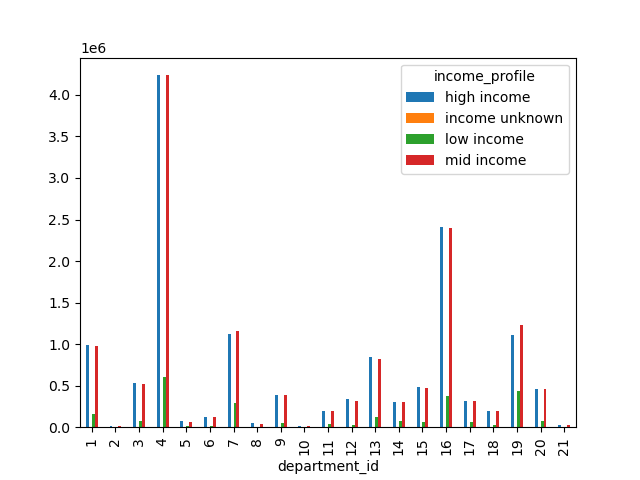 1e6
income_profile
high income
income unknown
low income
mid income
4.0
3.5
3.0
2.5
2.0
1.5
1.0
0.5
0.0
1 2 3 4 5 6 7 8 9 10 11 12 13 14 15 16 17 18 19 20 21
department_id